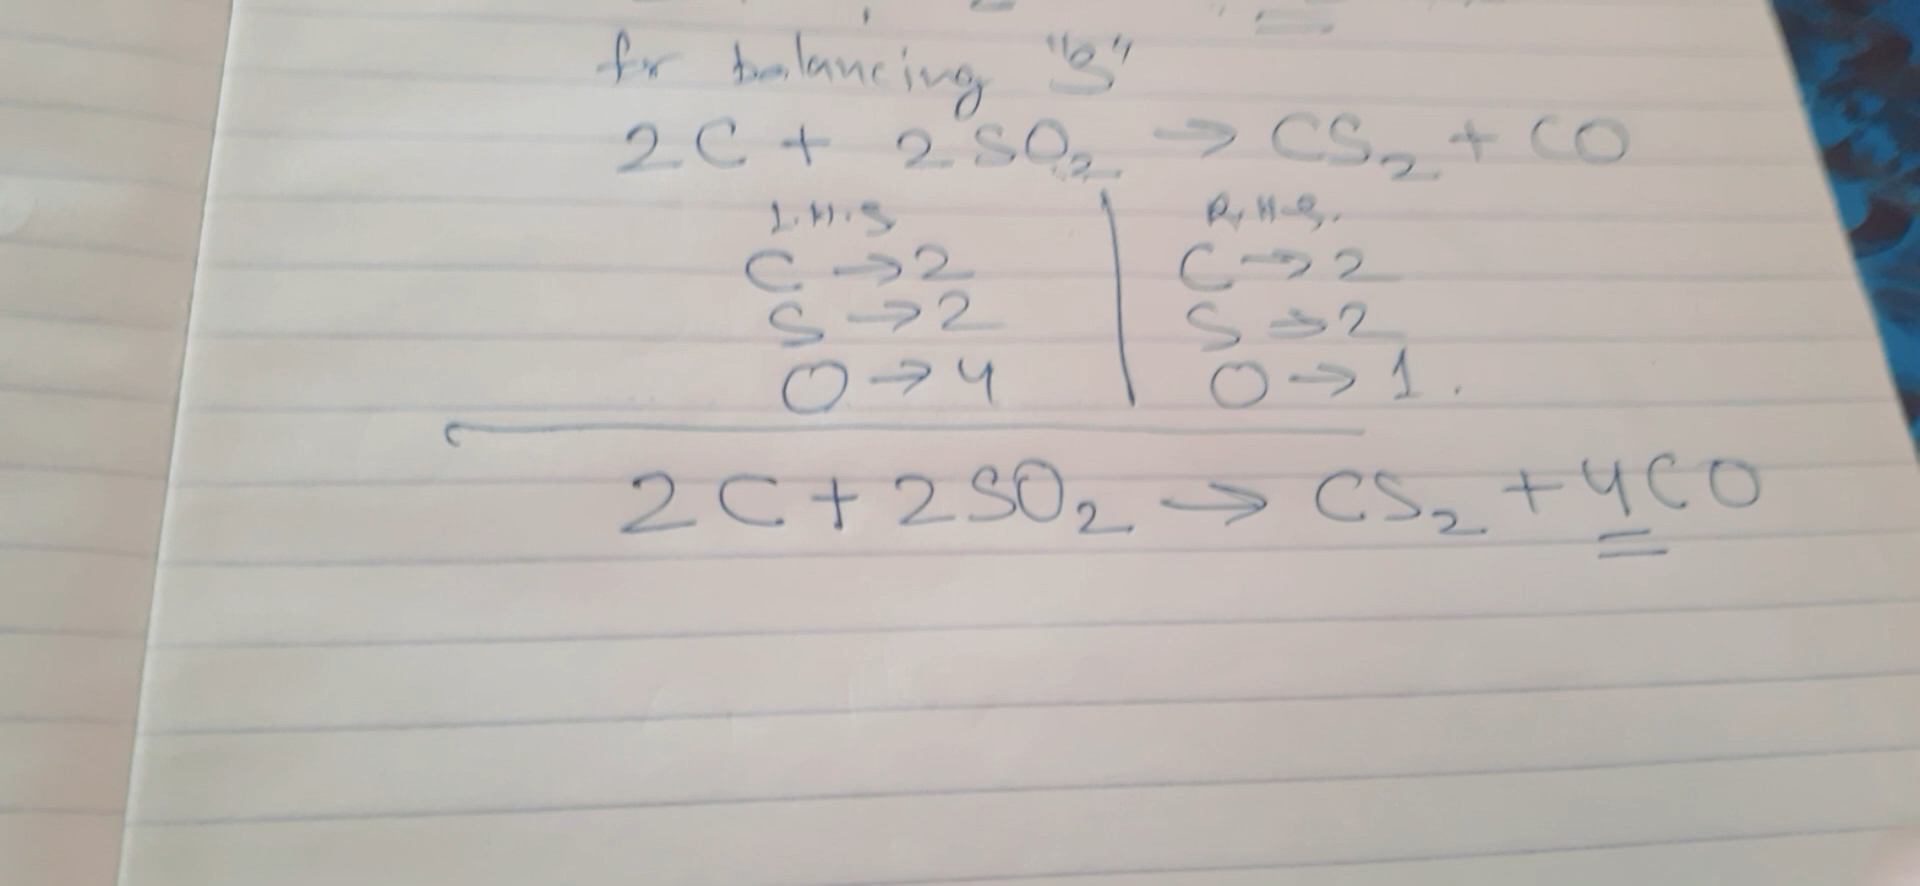 for balancing "S"
2C + 2SO₂ → CS₂ + CO
L.H.S | R.H.S.
C → 2 | C → 2
S → 2 | S → 2
O → 4 | O → 1.
2C + 2SO₂ → CS₂ + 4CO